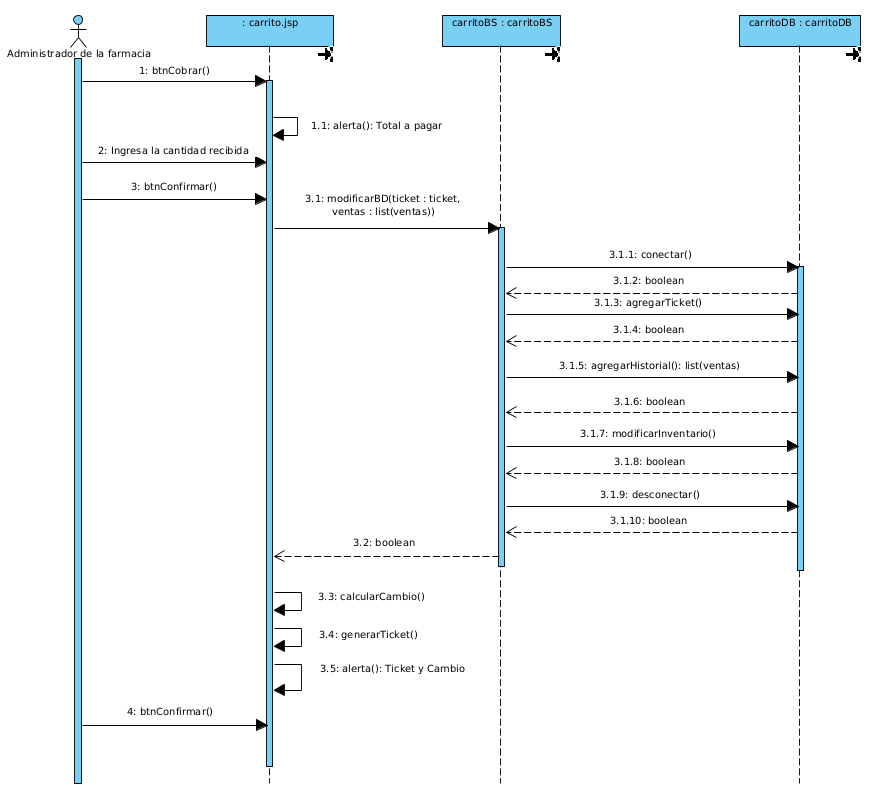 : carrito.jsp
carritoBS : carritoBS
carritoDB : carritoDB
Administrador de la farmacia
1: btnCobrar()
1.1: alerta(): Total a pagar
2: Ingresa la cantidad recibida
3: btnConfirmar()
3.1: modificarBD(ticket : ticket,
ventas : list(ventas))
3.1.1: conectar()
3.1.2: boolean
3.1.3: agregarTicket()
3.1.4: boolean
3.1.5: agregarHistorial(): list(ventas)
3.1.6: boolean
3.1.7: modificarInventario()
3.1.8: boolean
3.1.9: desconectar()
3.1.10: boolean
3.2: boolean
3.3: calcularCambio()
3.4: generarTicket()
3.5: alerta(): Ticket y Cambio
4: btnConfirmar()